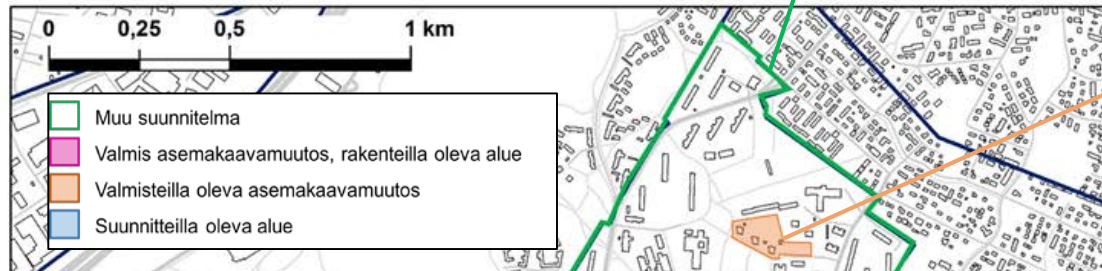 0 0,25 0,5 1 km
Muu suunnitelma
Valmis asemakaavamuutos, rakenteilla oleva alue
Valmisteilla oleva asemakaavamuutos
Suunnitteilla oleva alue